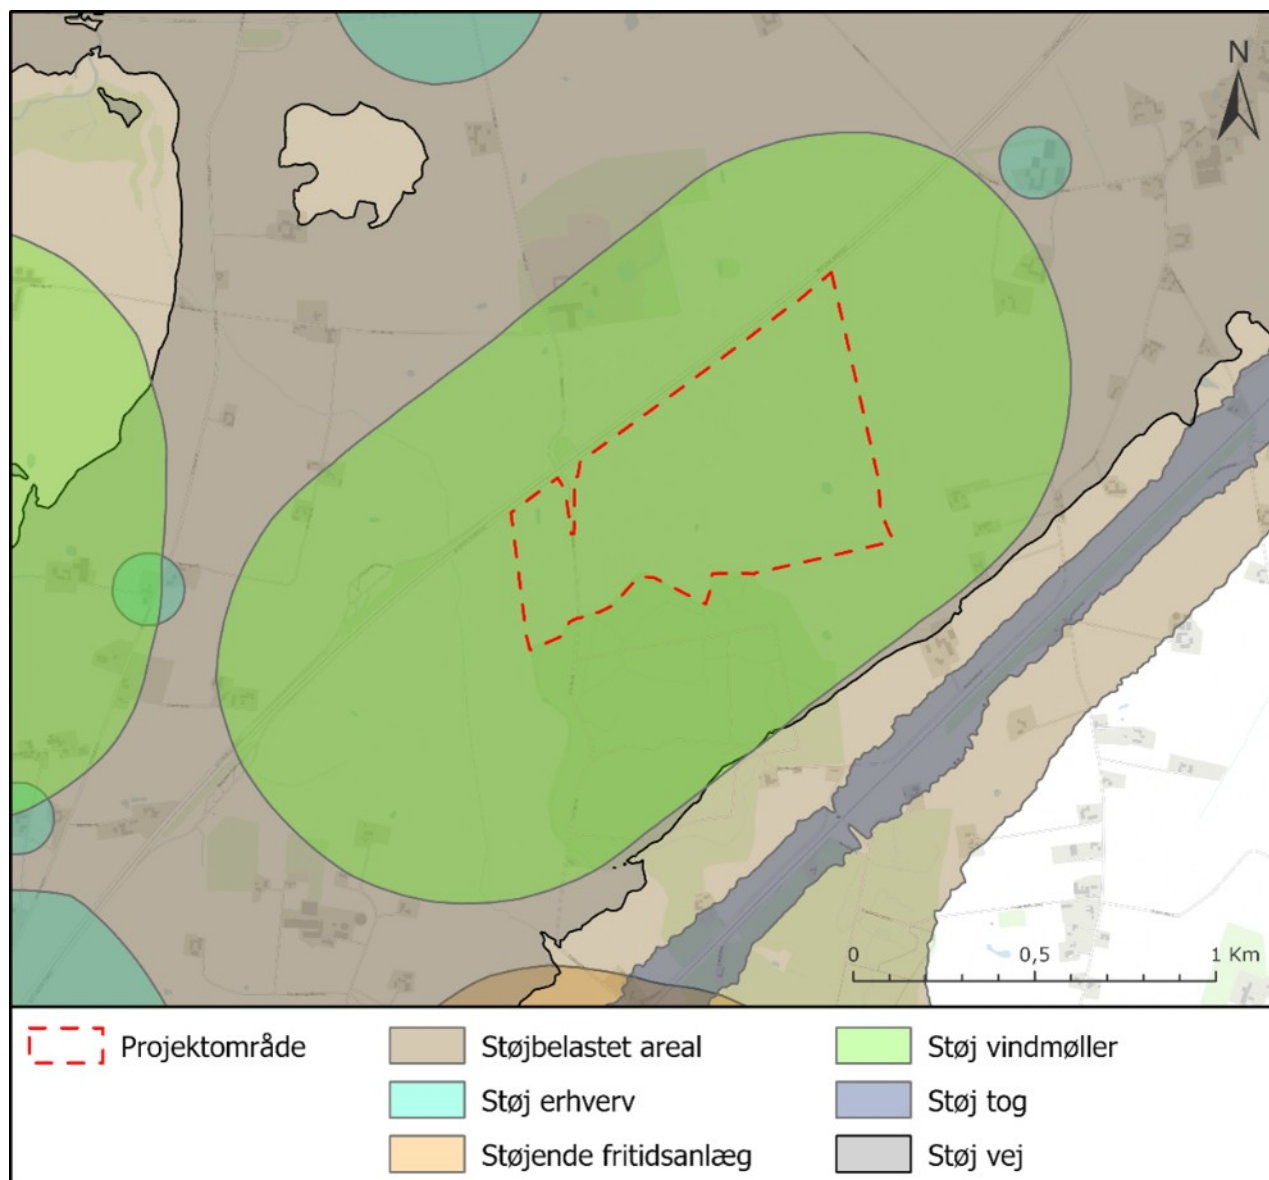 N
0 0,5 1 Km
Projektområde Støjbelastet areal Støj vindmøller
Støj erhverv Støj tog
Støjende fritidsanlæg Støj vej